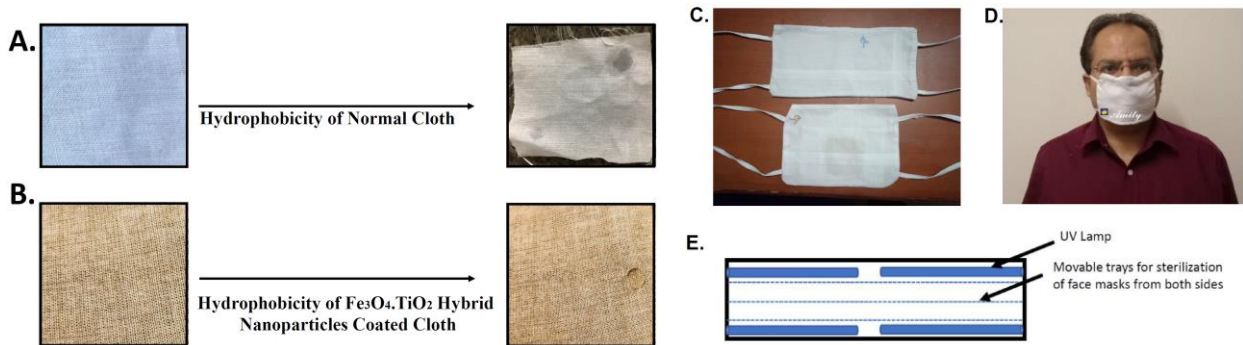 A.
Hydrophobicity of Normal Cloth
B.
Hydrophobicity of Fe₃O₄.TiO₂ Hybrid
Nanoparticles Coated Cloth
C.
D.
Amity
E.
UV Lamp
Movable trays for sterilization
of face masks from both sides